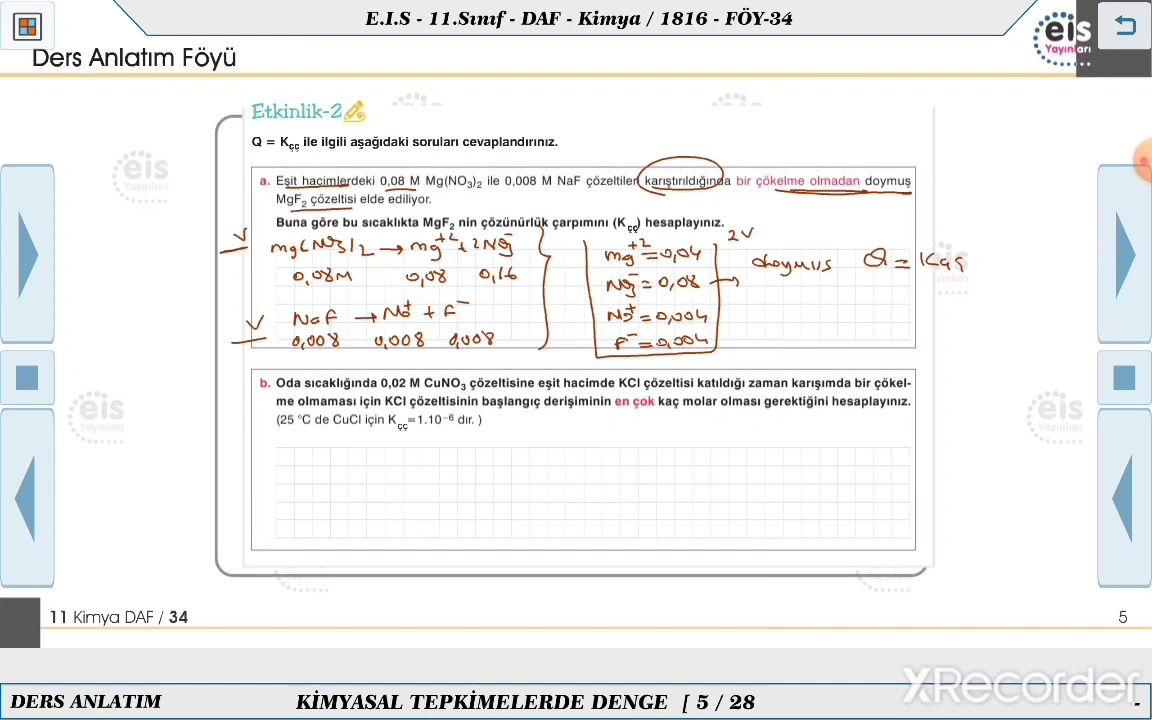 E.I.S - 11.Sınıf - DAF - Kimya / 1816 - FÖY-34
eis
Yayınları
Ders Anlatım Föyü
Etkinlik-2
eis
Yayınları
Q = Kçç ile ilgili aşağıdaki soruları cevaplandırınız.
a. Eşit hacimlerdeki 0,08 M Mg(NO3)2 ile 0,008 M NaF çözeltileri karıştırıldığında bir çökelme olmadan doymuş
MgF2 çözeltisi elde ediliyor.
Buna göre bu sıcaklıkta MgF2 nin çözünürlük çarpımını (Kçç) hesaplayınız.
V mg(NO3)2 → mg+2 + 2NO3-
0,08M 0,08 0,16
V NaF → Na+ + F-
0,008 0,008 0,008
mg+2 = 0,04
NO3- = 0,08 →
Na+ = 0,004
F- = 0,004
2V
doymus Q = Kçç
b. Oda sıcaklığında 0,02 M CuNO3 çözeltisine eşit hacimde KCl çözeltisi katıldığı zaman karışımda bir çökel-
me olmaması için KCl çözeltisinin başlangıç derişiminin en çok kaç molar olması gerektiğini hesaplayınız.
(25 °C de CuCl için Kçç=1.10-6 dır. )
eis
Yayınları
eis
Yayınları
11 Kimya DAF / 34
5
XRecorder
DERS ANLATIM
KİMYASAL TEPKİMELERDE DENGE [ 5 / 28
-